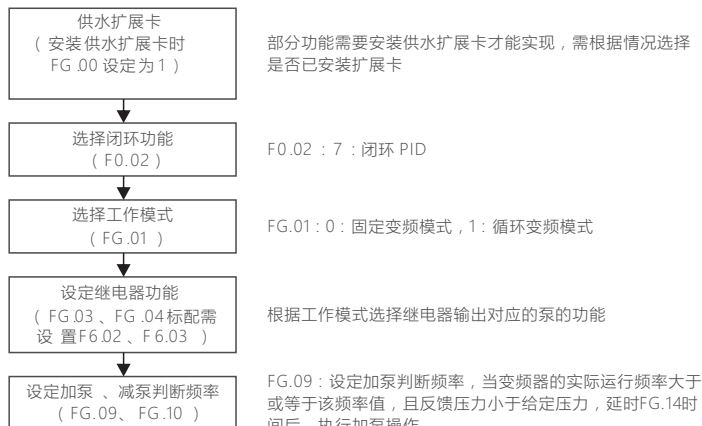 供水扩展卡
（安装供水扩展卡时
FG.00 设定为1）
部分功能需要安装供水扩展卡才能实现，需根据情况选择
是否已安装扩展卡
选择闭环功能
（F0.02）
F0.02：7：闭环 PID
选择工作模式
（FG.01 ）
FG.01：0：固定变频模式，1：循环变频模式
设定继电器功能
（FG.03、FG.04标配需
设 置F6.02、F6.03 ）
根据工作模式选择继电器输出对应的泵的功能
设定加泵 、减泵判断频率
（FG.09、FG.10 ）
FG.09：设定加泵判断频率，当变频器的实际运行频率大于
或等于该频率值，且反馈压力小于给定压力，延时FG.14时
间后，执行加泵操作